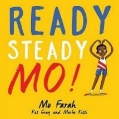 READY
STEADY
MO!
Mo Farah
Kes Gray and Marta Kissi